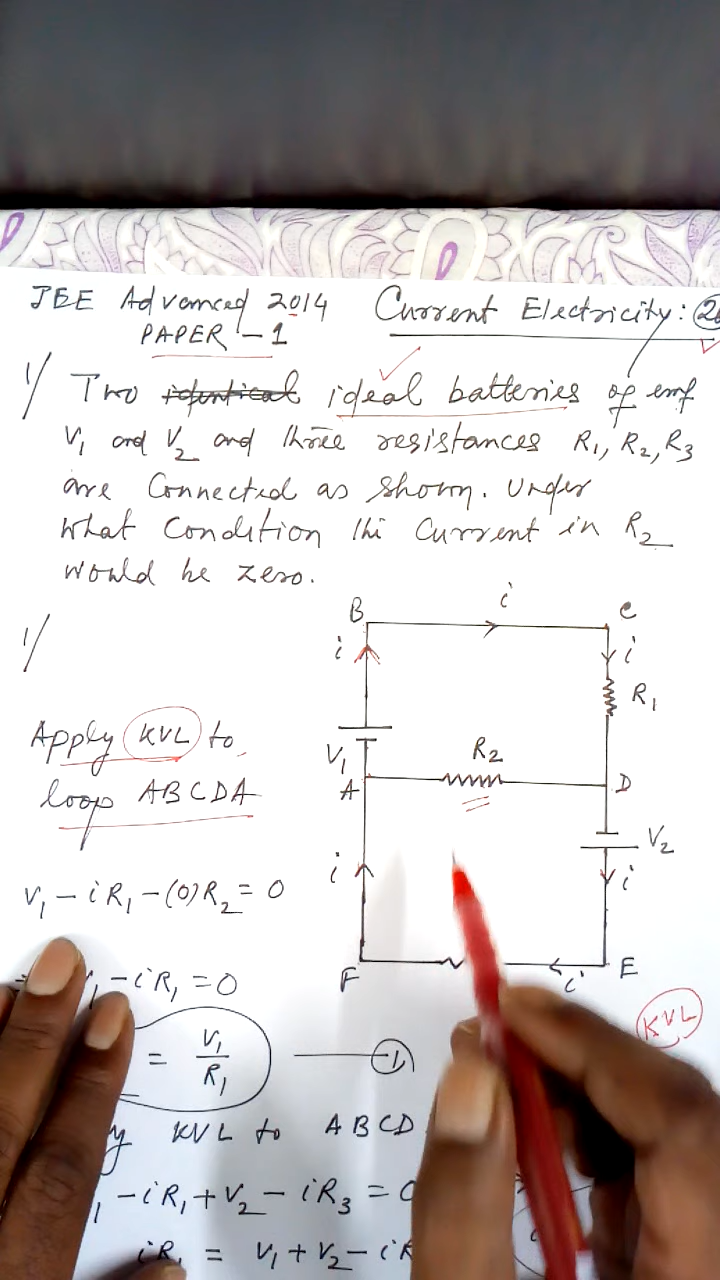 JEE Advanced 2014 Current Electricity:
PAPER - 1
1/ Two identical ideal batteries of emf
V₁ and V₂ and three resistances R₁, R₂, R₃
are Connected as shown. Under
what Condition the Current in R₂
would be zero.
1/
B i C
i i
R₁
Apply KVL to
loop ABCDA
V₁ R₂
A D
V₂
i i
V₁ - iR₁ - (0)R₂ = 0
F i E
- iR₁ = 0
KVL
= V₁/R₁ — 1
KVL to ABCD
- iR₁ + V₂ - iR₃ =
iR₁ = V₁ + V₂ - i